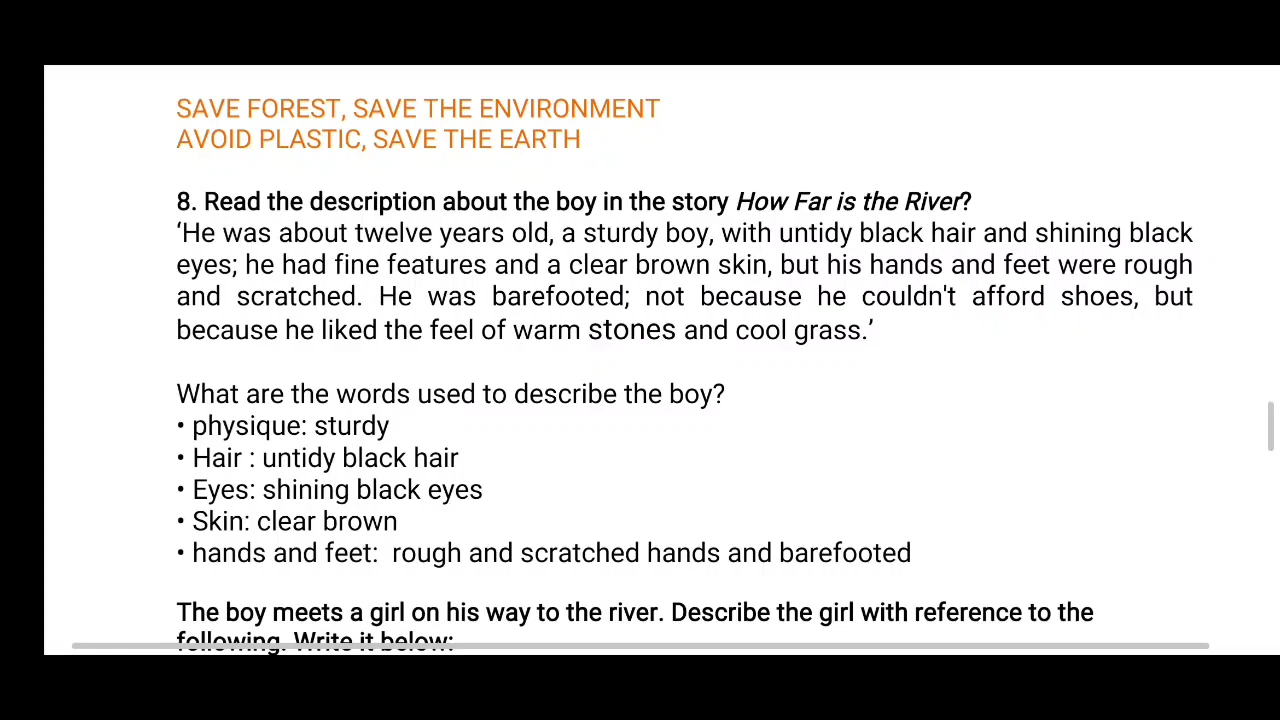 SAVE FOREST, SAVE THE ENVIRONMENT
AVOID PLASTIC, SAVE THE EARTH
8. Read the description about the boy in the story How Far is the River?
‘He was about twelve years old, a sturdy boy, with untidy black hair and shining black
eyes; he had fine features and a clear brown skin, but his hands and feet were rough
and scratched. He was barefooted; not because he couldn't afford shoes, but
because he liked the feel of warm stones and cool grass.’
What are the words used to describe the boy?
• physique: sturdy
• Hair : untidy black hair
• Eyes: shining black eyes
• Skin: clear brown
• hands and feet: rough and scratched hands and barefooted
The boy meets a girl on his way to the river. Describe the girl with reference to the
following. Write it below: